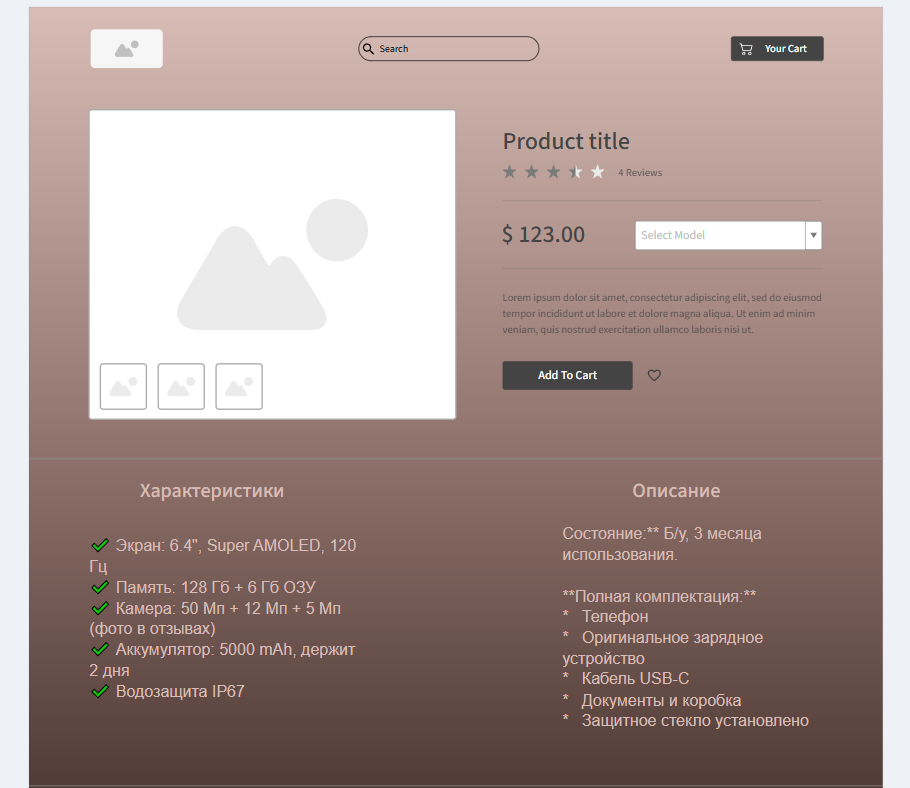 Search
Your Cart
Product title
4 Reviews
$ 123.00
Select Model
Lorem ipsum dolor sit amet, consectetur adipiscing elit, sed do eiusmod
tempor incididunt ut labore et dolore magna aliqua. Ut enim ad minim
veniam, quis nostrud exercitation ullamco laboris nisi ut.
Add To Cart
Характеристики
✔ Экран: 6.4", Super AMOLED, 120
Гц
✔ Память: 128 Гб + 6 Гб ОЗУ
✔ Камера: 50 Мп + 12 Мп + 5 Мп
(фото в отзывах)
✔ Аккумулятор: 5000 mAh, держит
2 дня
✔ Водозащита IP67
Описание
Состояние:** Б/у, 3 месяца
использования.
**Полная комплектация:**
* Телефон
* Оригинальное зарядное
устройство
* Кабель USB-C
* Документы и коробка
* Защитное стекло установлено